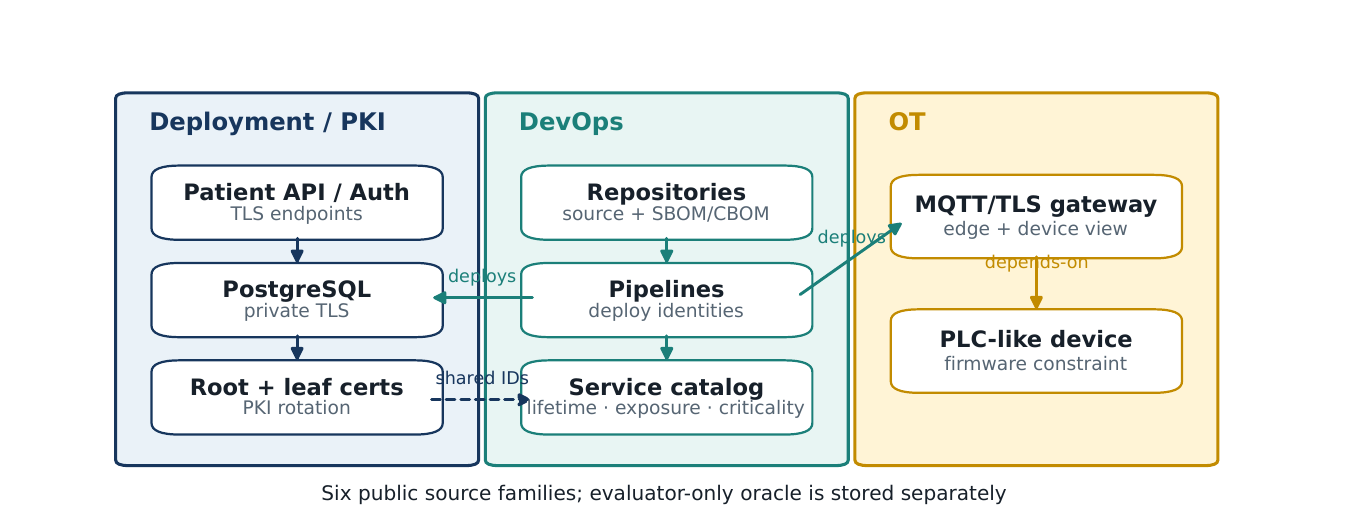 Deployment / PKI
Patient API / Auth
TLS endpoints
PostgreSQL
private TLS
Root + leaf certs
PKI rotation
deploys
shared IDs
DevOps
Repositories
source + SBOM/CBOM
Pipelines
deploy identities
Service catalog
lifetime · exposure · criticality
deploys
OT
MQTT/TLS gateway
edge + device view
depends-on
PLC-like device
firmware constraint
Six public source families; evaluator-only oracle is stored separately